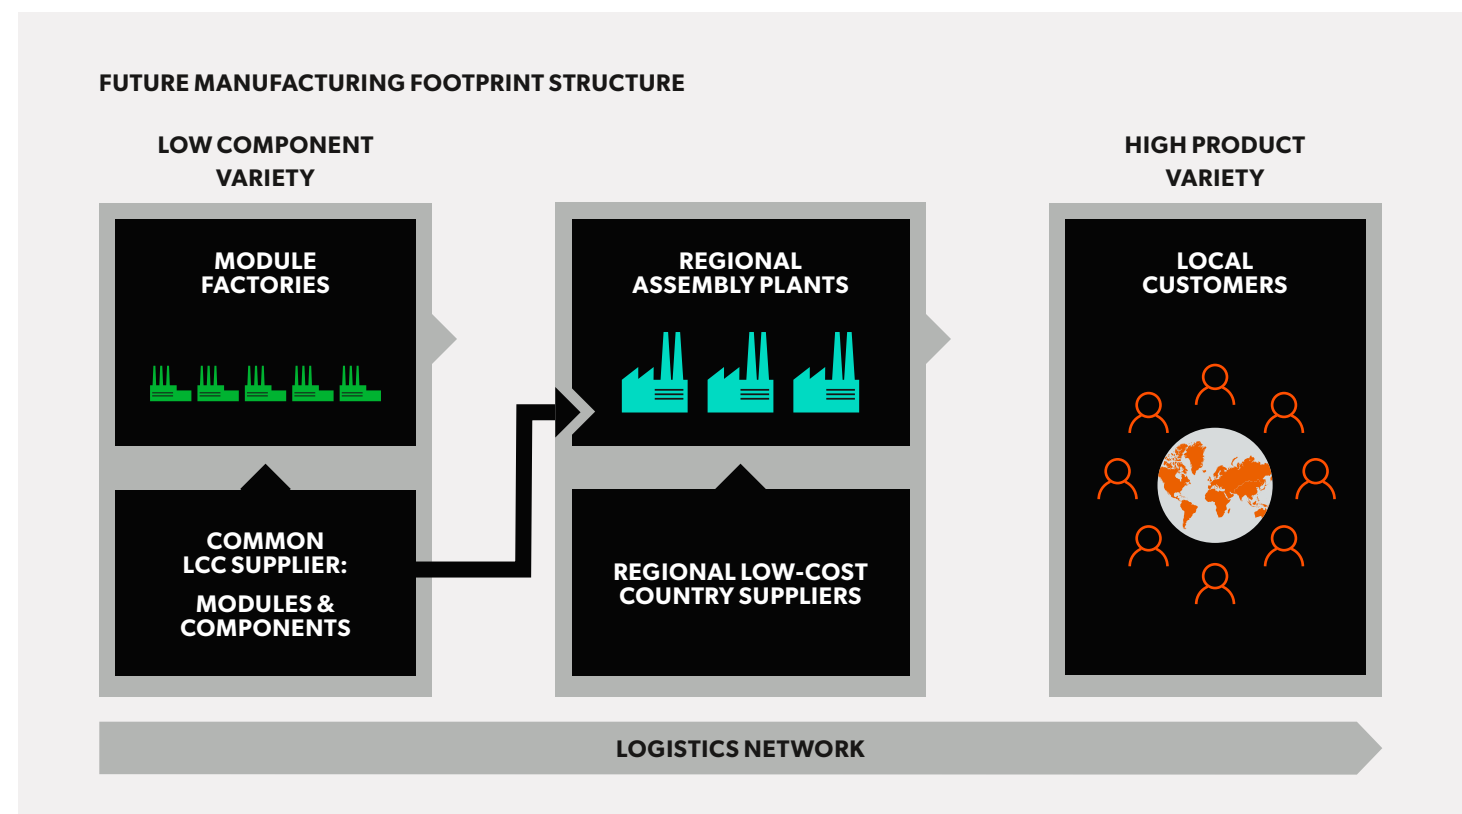 FUTURE MANUFACTURING FOOTPRINT STRUCTURE
LOW COMPONENT
VARIETY
HIGH PRODUCT
VARIETY
MODULE
FACTORIES
REGIONAL
ASSEMBLY PLANTS
LOCAL
CUSTOMERS
COMMON
LCC SUPPLIER:
MODULES &
COMPONENTS
REGIONAL LOW-COST
COUNTRY SUPPLIERS
LOGISTICS NETWORK